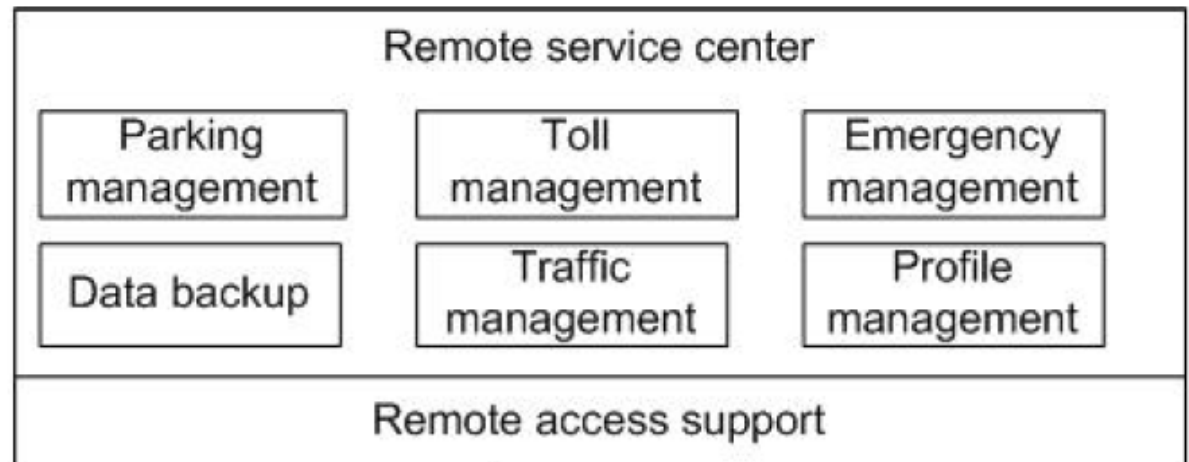 Remote service center
Parking
management
Toll
management
Emergency
management
Data backup
Traffic
management
Profile
management
Remote access support